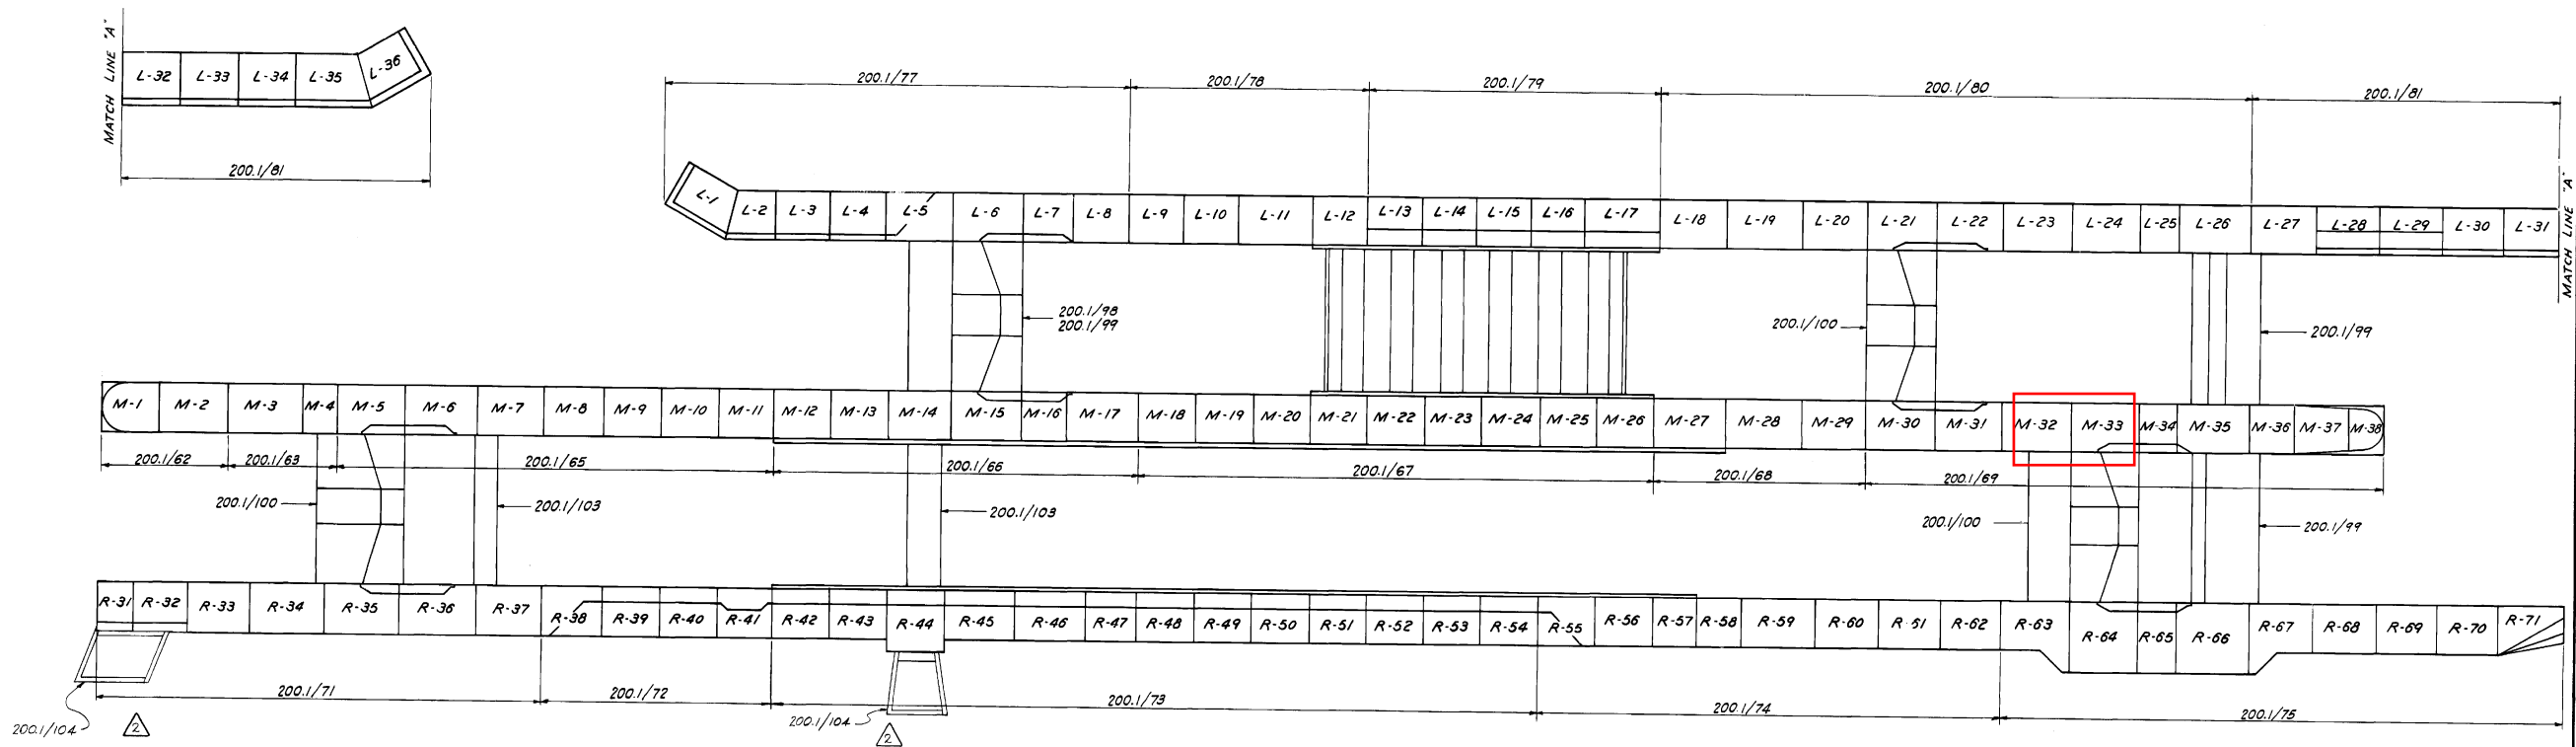 MATCH LINE "A"
L-32 L-33 L-34 L-35 L-36
200.1/81
200.1/77 200.1/78 200.1/79 200.1/80 200.1/81
MATCH LINE "A"
L-1 L-2 L-3 L-4 L-5 L-6 L-7 L-8 L-9 L-10 L-11 L-12 L-13 L-14 L-15 L-16 L-17 L-18 L-19 L-20 L-21 L-22 L-23 L-24 L-25 L-26 L-27 L-28 L-29 L-30 L-31
200.1/98
200.1/99
200.1/100
200.1/99
M-1 M-2 M-3 M-4 M-5 M-6 M-7 M-8 M-9 M-10 M-11 M-12 M-13 M-14 M-15 M-16 M-17 M-18 M-19 M-20 M-21 M-22 M-23 M-24 M-25 M-26 M-27 M-28 M-29 M-30 M-31 M-32 M-33 M-34 M-35 M-36 M-37 M-38
200.1/62 200.1/63 200.1/65 200.1/66 200.1/67 200.1/68 200.1/69
200.1/100 200.1/103 200.1/103 200.1/100 200.1/99
R-31 R-32 R-33 R-34 R-35 R-36 R-37 R-38 R-39 R-40 R-41 R-42 R-43 R-44 R-45 R-46 R-47 R-48 R-49 R-50 R-51 R-52 R-53 R-54 R-55 R-56 R-57 R-58 R-59 R-60 R-61 R-62 R-63 R-64 R-65 R-66 R-67 R-68 R-69 R-70 R-71
200.1/71 200.1/72 200.1/73 200.1/74 200.1/75
200.1/104 2 200.1/104 2